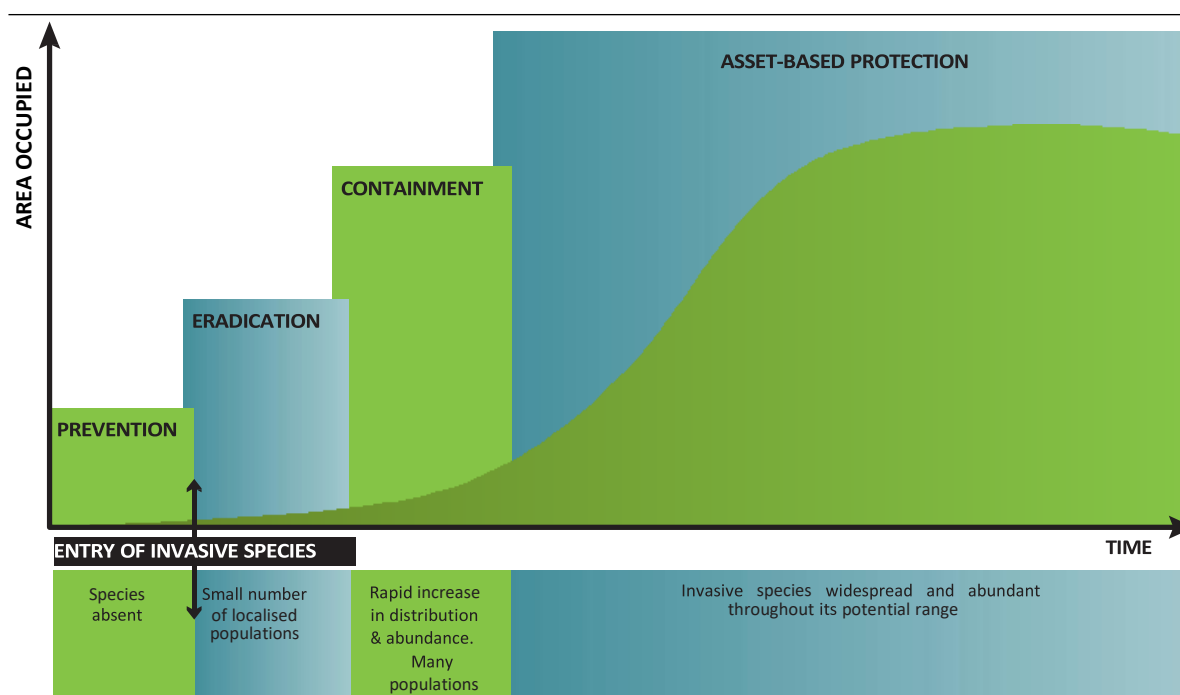 ASSET-BASED PROTECTION
AREA OCCUPIED
CONTAINMENT
ERADICATION
PREVENTION
ENTRY OF INVASIVE SPECIES
TIME
Species
absent
Small number
of localised
populations
Rapid increase
in distribution
& abundance.
Many
populations
Invasive species widespread and abundant
throughout its potential range